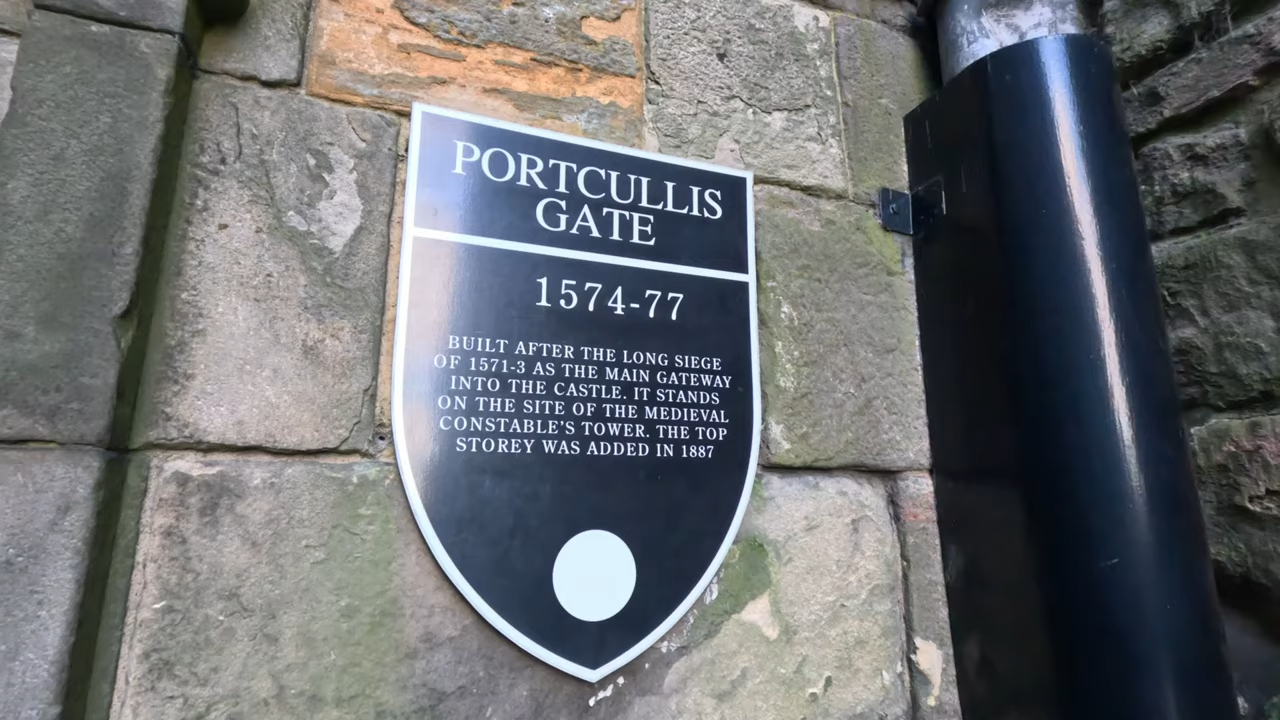 PORTCULLIS
GATE
1574-77
BUILT AFTER THE LONG SIEGE
OF 1571-3 AS THE MAIN GATEWAY
INTO THE CASTLE. IT STANDS
ON THE SITE OF THE MEDIEVAL
CONSTABLE'S TOWER. THE TOP
STOREY WAS ADDED IN 1887